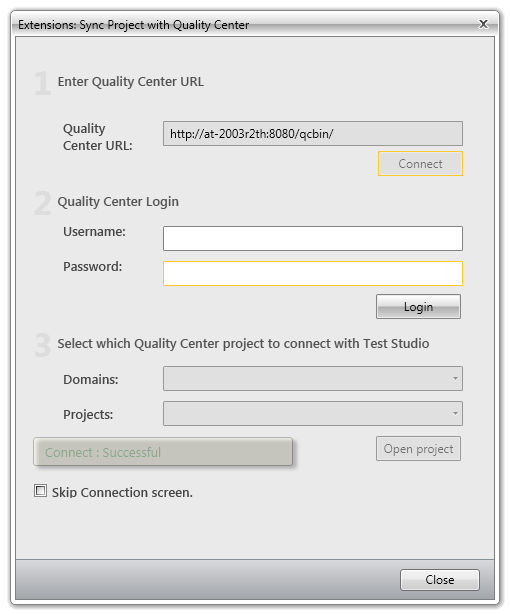 Extensions: Sync Project with Quality Center
X
1 Enter Quality Center URL
Quality
Center URL:
http://at-2003r2th:8080/qcbin/
Connect
2 Quality Center Login
Username:
Password:
Login
3 Select which Quality Center project to connect with Test Studio
Domains:
Projects:
Connect : Successful
Open project
Skip Connection screen.
Close